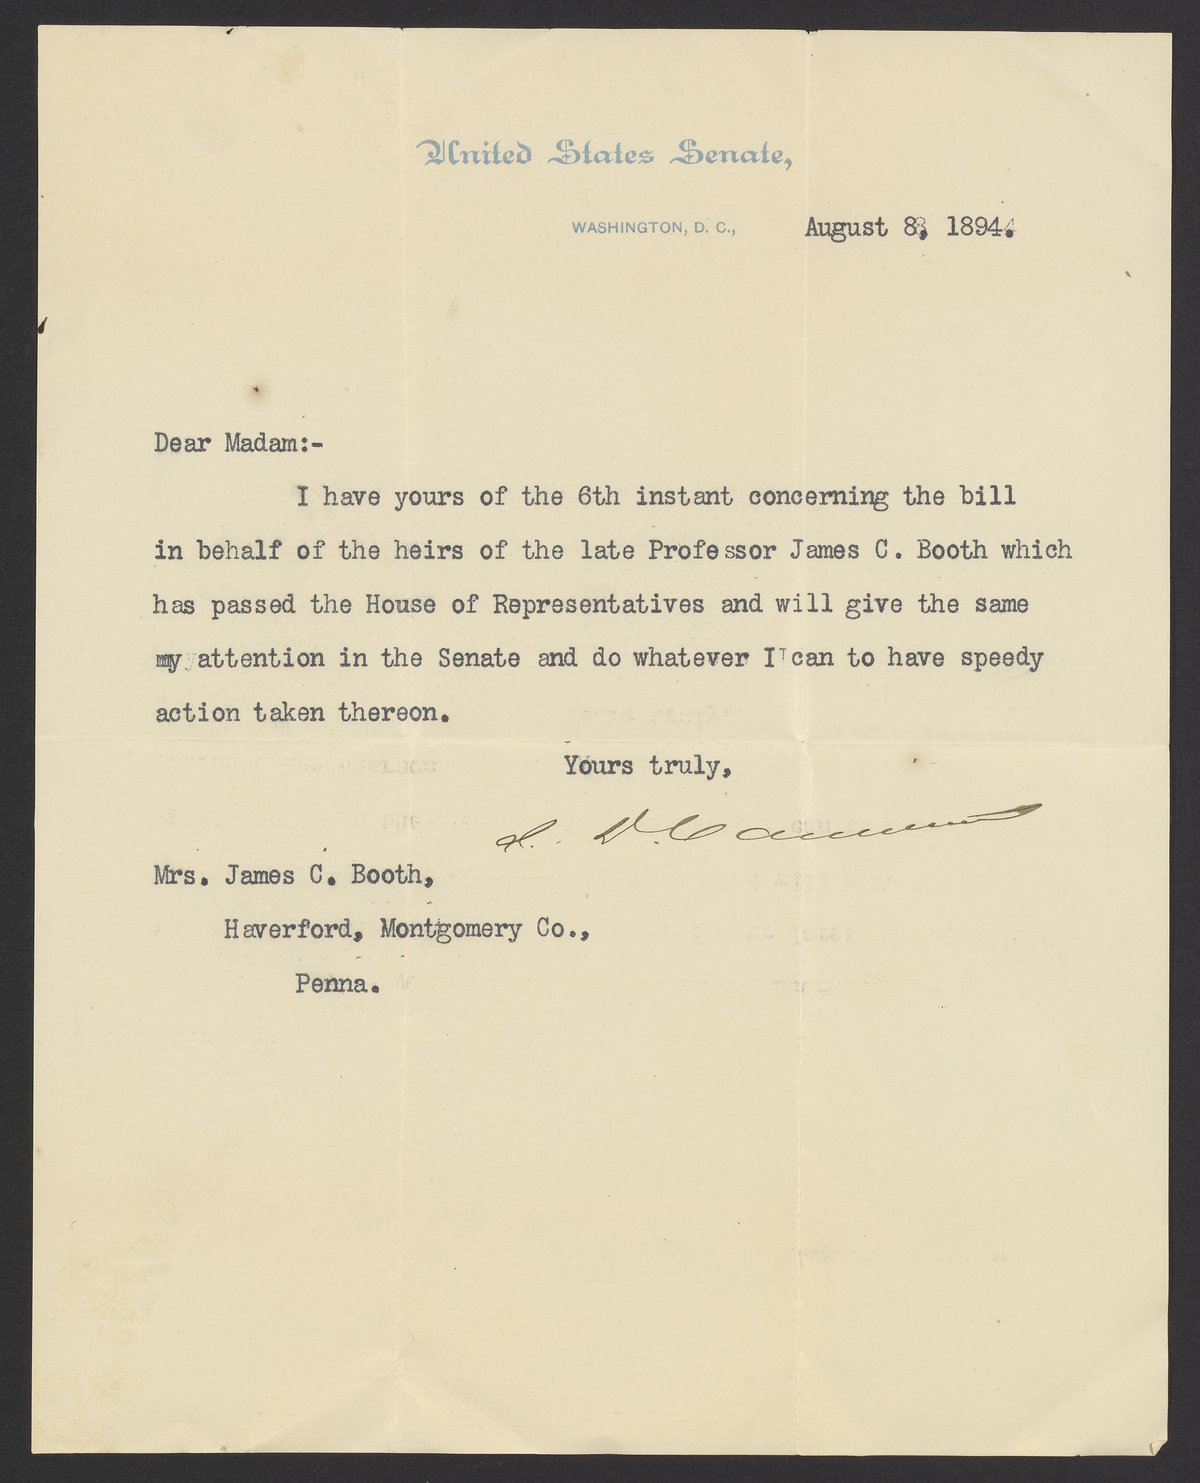 United States Senate,
WASHINGTON, D. C., August 8, 1894.
Dear Madam:-
I have yours of the 6th instant concerning the bill
in behalf of the heirs of the late Professor James C. Booth which
has passed the House of Representatives and will give the same
my attention in the Senate and do whatever I can to have speedy
action taken thereon.
Yours truly,
J. D. Cameron
Mrs. James C. Booth,
Haverford, Montgomery Co.,
Penna.